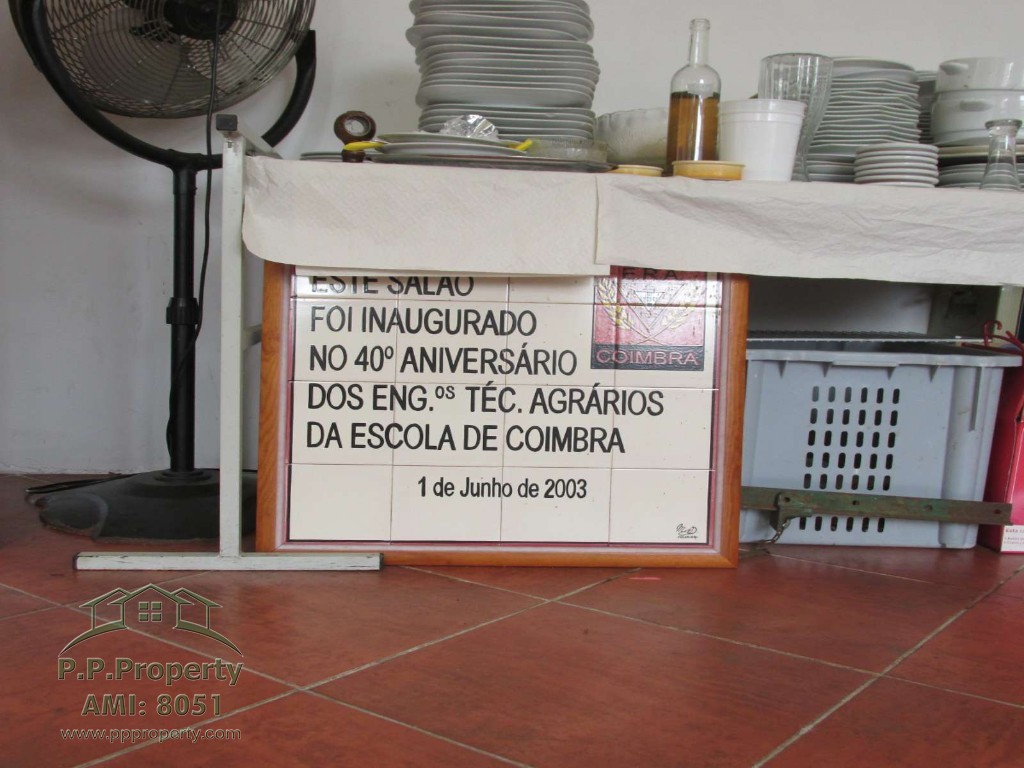 ESTE SALÃO
FOI INAUGURADO
NO 40º ANIVERSÁRIO
DOS ENG.ºˢ TÉC. AGRÁRIOS
DA ESCOLA DE COIMBRA
1 de Junho de 2003
E.R.A.
COIMBRA
P.P.Property
AMI: 8051
www.ppproperty.com